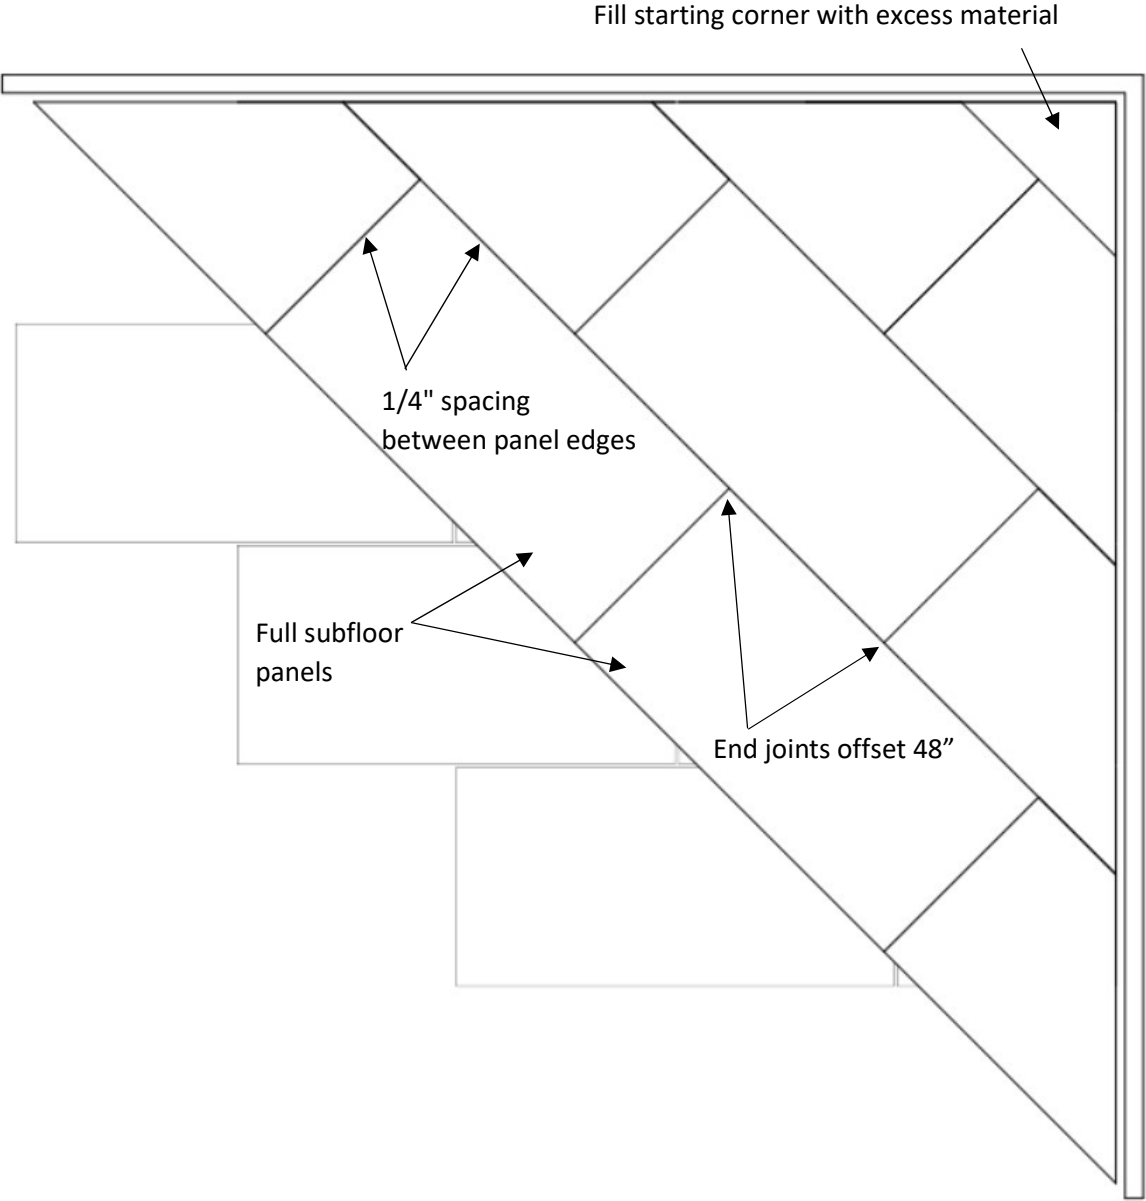 Fill starting corner with excess material
1/4" spacing
between panel edges
Full subfloor
panels
End joints offset 48”